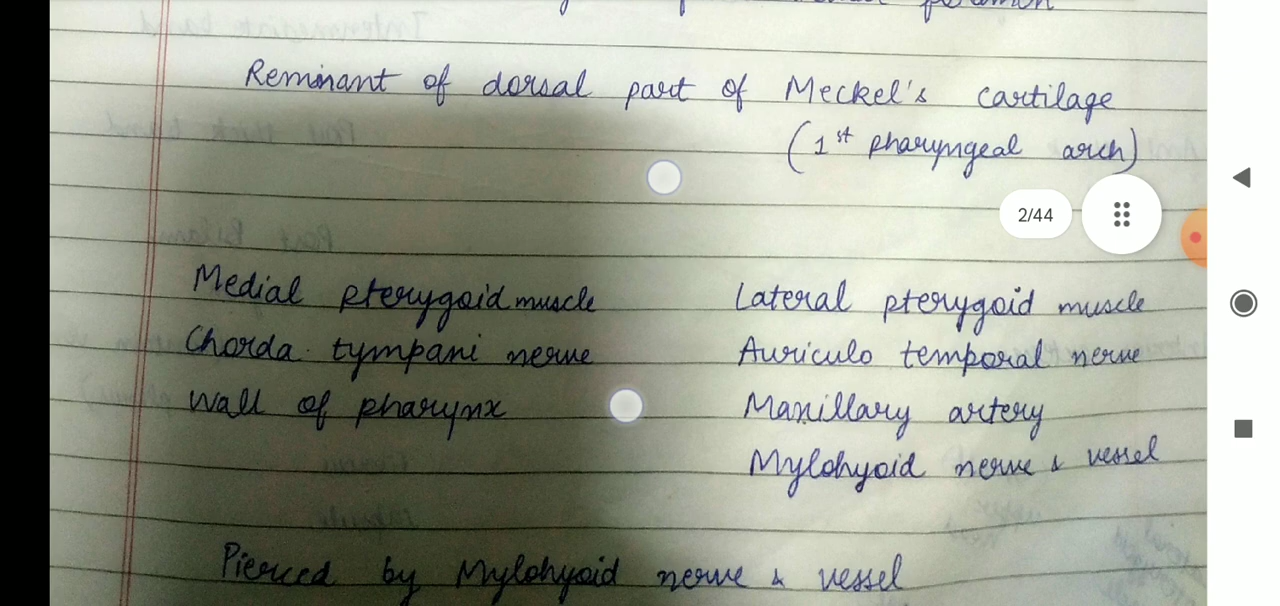 Reminant of dorsal part of Meckel's cartilage
(1st pharyngeal arch)
2/44
Medial pterygoid muscle
Chorda tympani nerve
Wall of pharynx
Lateral pterygoid muscle
Auriculo temporal nerve
Maxillary artery
Mylohyoid nerve & vessel
Pierced by Mylohyoid nerve & vessel